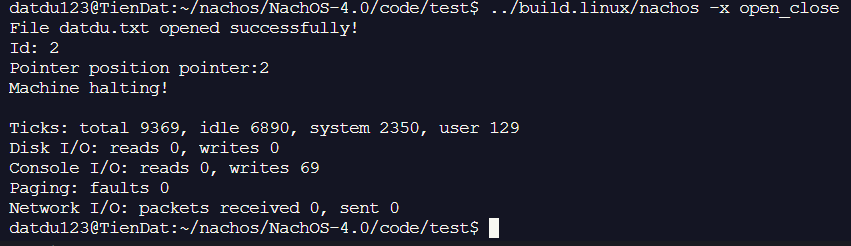 datdu123@TienDat:~/nachos/NachOS-4.0/code/test$ ../build.linux/nachos -x open_close
File datdu.txt opened successfully!
Id: 2
Pointer position pointer:2
Machine halting!

Ticks: total 9369, idle 6890, system 2350, user 129
Disk I/O: reads 0, writes 0
Console I/O: reads 0, writes 69
Paging: faults 0
Network I/O: packets received 0, sent 0
datdu123@TienDat:~/nachos/NachOS-4.0/code/test$